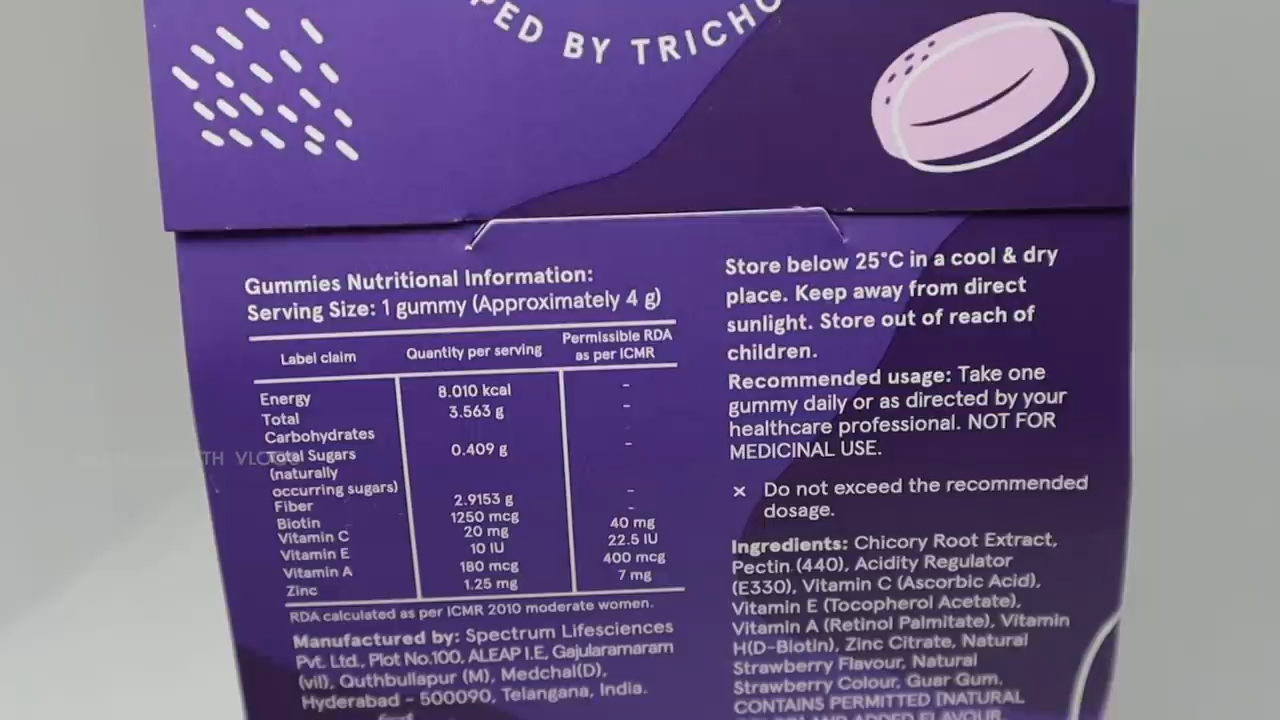 PED BY TRICHO
Gummies Nutritional Information:
Serving Size: 1 gummy (Approximately 4 g)
Label claim Quantity per serving Permissible RDA as per ICMR
Energy 8.010 kcal -
Total Carbohydrates 3.563 g -
Total Sugars (naturally occurring sugars) 0.409 g -
Fiber 2.9153 g -
Biotin 1250 mcg -
Vitamin C 20 mg 40 mg
Vitamin E 10 IU 22.5 IU
Vitamin A 180 mcg 400 mcg
Zinc 1.25 mg 7 mg
RDA calculated as per ICMR 2010 moderate women.
Manufactured by: Spectrum Lifesciences
Pvt. Ltd., Plot No.100, ALEAP I.E, Gajularamaram
(vil), Quthbullapur (M), Medchal(D),
Hyderabad - 500090, Telangana, India.
Store below 25°C in a cool & dry
place. Keep away from direct
sunlight. Store out of reach of
children.
Recommended usage: Take one
gummy daily or as directed by your
healthcare professional. NOT FOR
MEDICINAL USE.
× Do not exceed the recommended
dosage.
Ingredients: Chicory Root Extract,
Pectin (440), Acidity Regulator
(E330), Vitamin C (Ascorbic Acid),
Vitamin E (Tocopherol Acetate),
Vitamin A (Retinol Palmitate), Vitamin
H(D-Biotin), Zinc Citrate, Natural
Strawberry Flavour, Natural
Strawberry Colour, Guar Gum.
CONTAINS PERMITTED [NATURAL
AND ADDED FLAVOUR